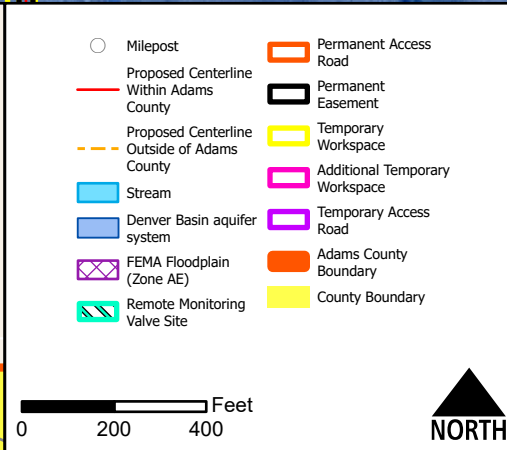 Milepost
Proposed Centerline
Within Adams
County
Proposed Centerline
Outside of Adams
County
Stream
Denver Basin aquifer
system
FEMA Floodplain
(Zone AE)
Remote Monitoring
Valve Site
Permanent Access
Road
Permanent
Easement
Temporary
Workspace
Additional Temporary
Workspace
Temporary Access
Road
Adams County
Boundary
County Boundary
Feet
0 200 400
NORTH